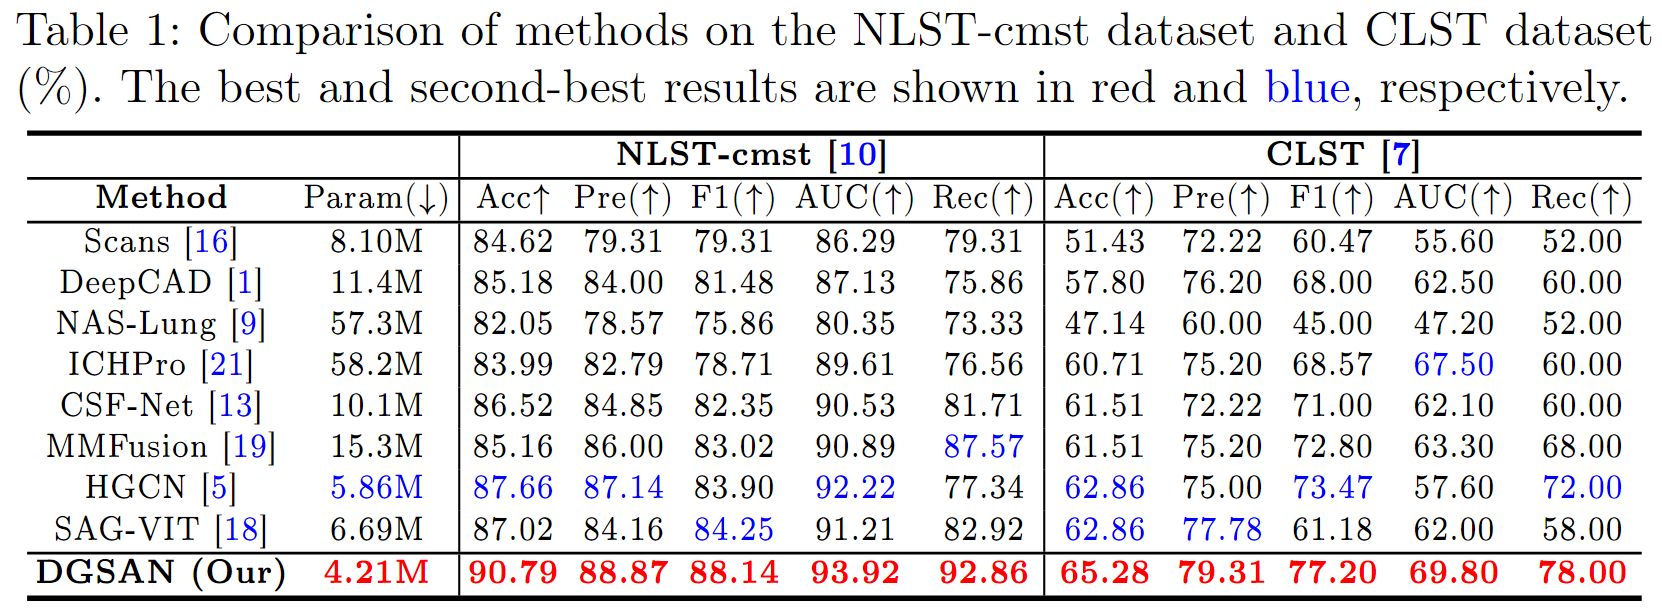 Table 1: Comparison of methods on the NLST-cmst dataset and CLST dataset
(%). The best and second-best results are shown in red and blue, respectively.
NLST-cmst [10] CLST [7]
Method Param(↓) Acc↑ Pre(↑) F1(↑) AUC(↑) Rec(↑) Acc(↑) Pre(↑) F1(↑) AUC(↑) Rec(↑)
Scans [16] 8.10M 84.62 79.31 79.31 86.29 79.31 51.43 72.22 60.47 55.60 52.00
DeepCAD [1] 11.4M 85.18 84.00 81.48 87.13 75.86 57.80 76.20 68.00 62.50 60.00
NAS-Lung [9] 57.3M 82.05 78.57 75.86 80.35 73.33 47.14 60.00 45.00 47.20 52.00
ICHPro [21] 58.2M 83.99 82.79 78.71 89.61 76.56 60.71 75.20 68.57 67.50 60.00
CSF-Net [13] 10.1M 86.52 84.85 82.35 90.53 81.71 61.51 72.22 71.00 62.10 60.00
MMFusion [19] 15.3M 85.16 86.00 83.02 90.89 87.57 61.51 75.20 72.80 63.30 68.00
HGCN [5] 5.86M 87.66 87.14 83.90 92.22 77.34 62.86 75.00 73.47 57.60 72.00
SAG-VIT [18] 6.69M 87.02 84.16 84.25 91.21 82.92 62.86 77.78 61.18 62.00 58.00
DGSAN (Our) 4.21M 90.79 88.87 88.14 93.92 92.86 65.28 79.31 77.20 69.80 78.00